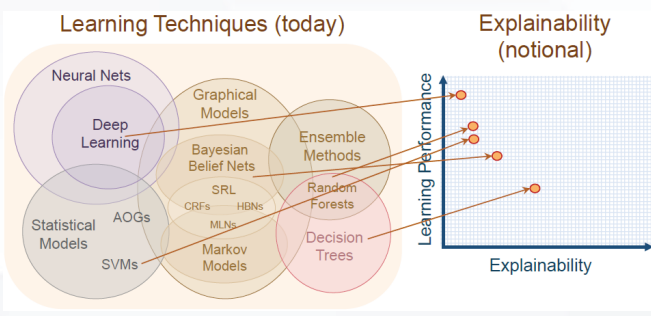 Learning Techniques (today)
Neural Nets
Deep
Learning
Graphical
Models
Bayesian
Belief Nets
SRL
CRFs HBNs
MLNs
Markov
Models
Ensemble
Methods
Random
Forests
Decision
Trees
Statistical
Models
AOGs
SVMs
Explainability
(notional)
Learning Performance
Explainability